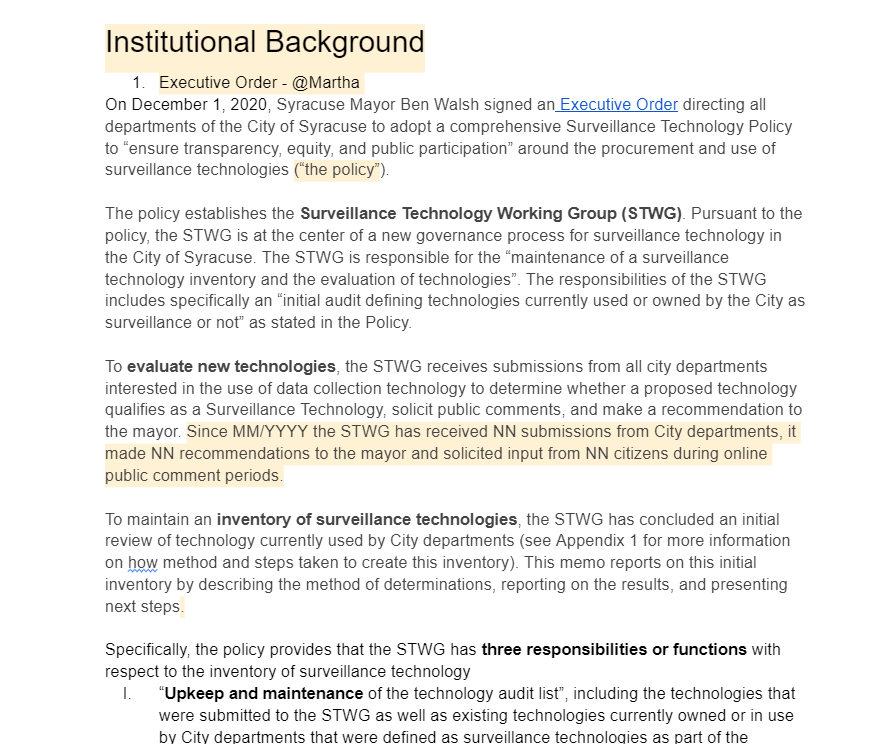 Institutional Background
1. Executive Order - @Martha
On December 1, 2020, Syracuse Mayor Ben Walsh signed an Executive Order directing all
departments of the City of Syracuse to adopt a comprehensive Surveillance Technology Policy
to “ensure transparency, equity, and public participation” around the procurement and use of
surveillance technologies (“the policy”).
The policy establishes the Surveillance Technology Working Group (STWG). Pursuant to the
policy, the STWG is at the center of a new governance process for surveillance technology in
the City of Syracuse. The STWG is responsible for the “maintenance of a surveillance
technology inventory and the evaluation of technologies”. The responsibilities of the STWG
includes specifically an “initial audit defining technologies currently used or owned by the City as
surveillance or not” as stated in the Policy.
To evaluate new technologies, the STWG receives submissions from all city departments
interested in the use of data collection technology to determine whether a proposed technology
qualifies as a Surveillance Technology, solicit public comments, and make a recommendation to
the mayor. Since MM/YYYY the STWG has received NN submissions from City departments, it
made NN recommendations to the mayor and solicited input from NN citizens during online
public comment periods.
To maintain an inventory of surveillance technologies, the STWG has concluded an initial
review of technology currently used by City departments (see Appendix 1 for more information
on how method and steps taken to create this inventory). This memo reports on this initial
inventory by describing the method of determinations, reporting on the results, and presenting
next steps.
Specifically, the policy provides that the STWG has three responsibilities or functions with
respect to the inventory of surveillance technology
I. “Upkeep and maintenance of the technology audit list”, including the technologies that
were submitted to the STWG as well as existing technologies currently owned or in use
by City departments that were defined as surveillance technologies as part of the